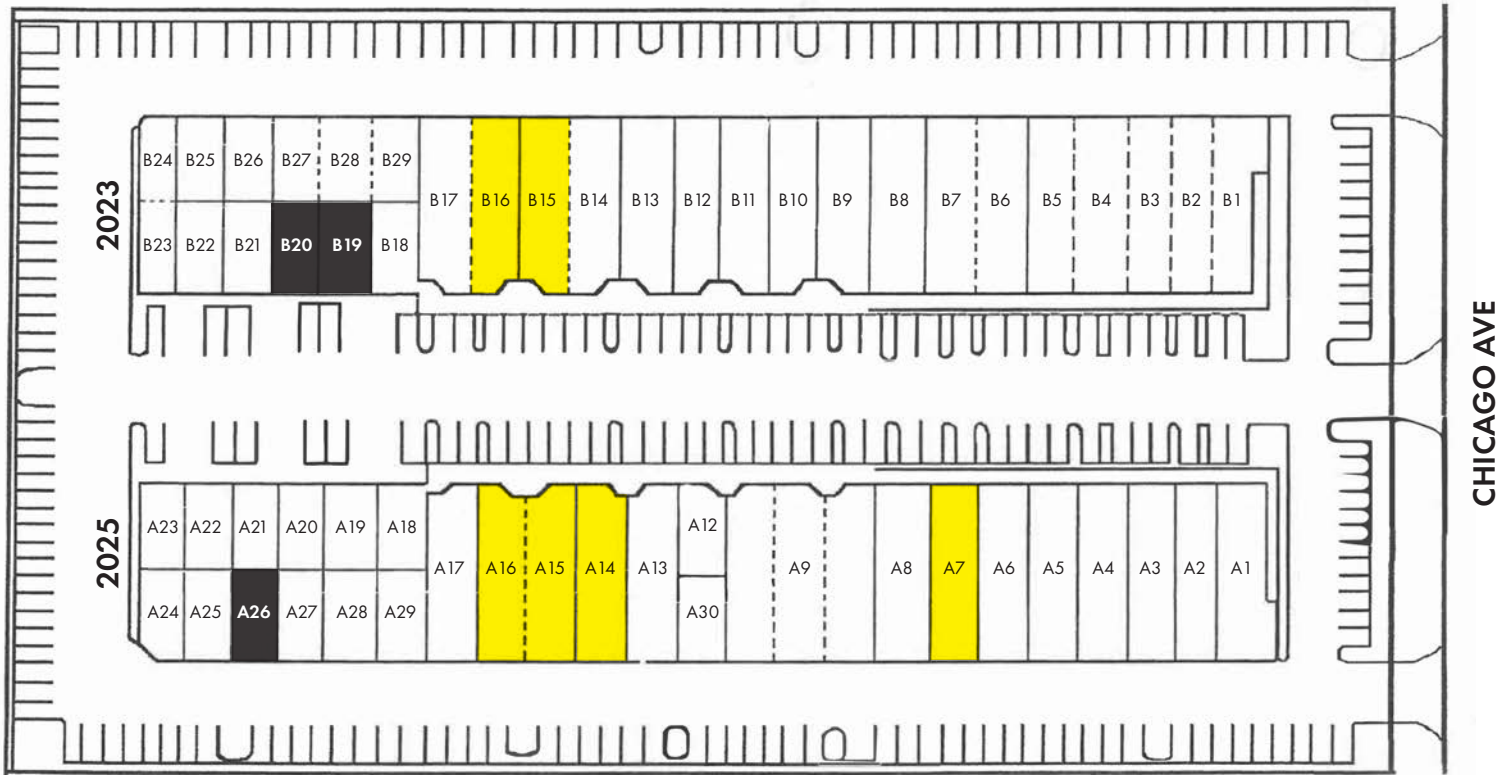 B24 B25 B26 B27 B28 B29
B17 B16 B15 B14 B13 B12 B11 B10 B9 B8 B7 B6 B5 B4 B3 B2 B1
B23 B22 B21 B20 B19 B18
2023
CHICAGO AVE
2025
A23 A22 A21 A20 A19 A18
A12
A17 A16 A15 A14 A13 A9 A8 A7 A6 A5 A4 A3 A2 A1
A24 A25 A26 A27 A28 A29
A30